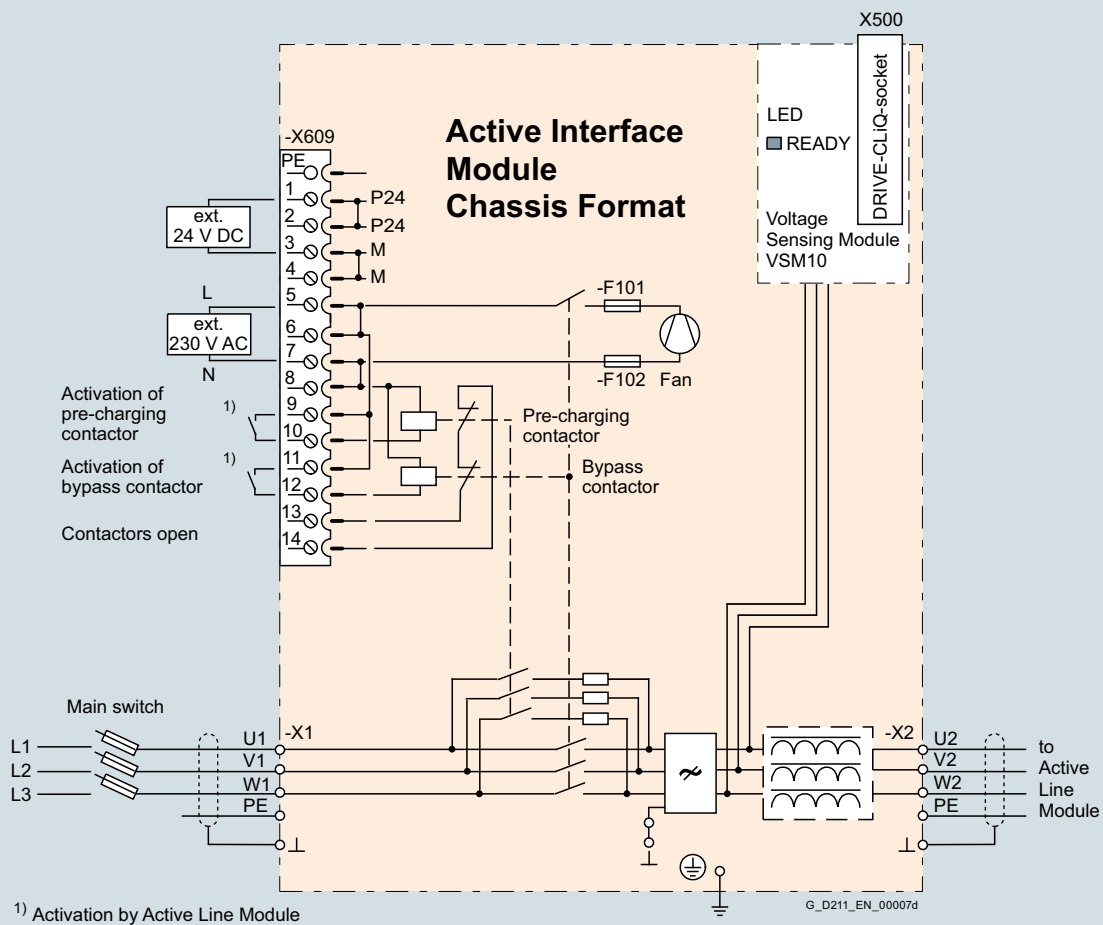 X500
DRIVE-CLiQ-socket
LED
READY
Voltage
Sensing Module
VSM10
Active Interface
Module
Chassis Format
-X609
PE
1
P24
2
P24
3
M
4
M
5
6
7
8
9
10
11
12
13
14
ext.
24 V DC
L
ext.
230 V AC
N
-F101
-F102
Fan
Activation of
pre-charging
contactor
1)
Activation of
bypass contactor
1)
Contactors open
Pre-charging
contactor
Bypass
contactor
Main switch
L1
L2
L3
U1
V1
W1
PE
-X1
≁
-X2
U2
V2
W2
PE
to
Active
Line
Module
G_D211_EN_00007d
1) Activation by Active Line Module